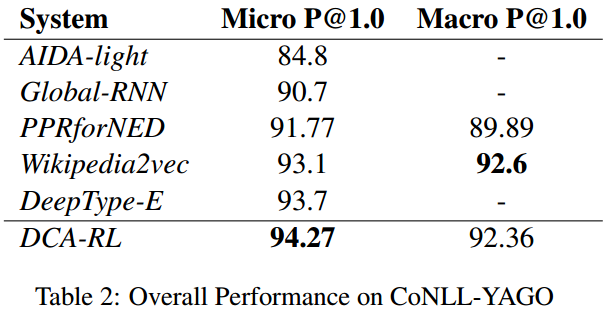 System Micro P@1.0 Macro P@1.0
AIDA-light 84.8 -
Global-RNN 90.7 -
PPRforNED 91.77 89.89
Wikipedia2vec 93.1 92.6
DeepType-E 93.7 -
DCA-RL 94.27 92.36
Table 2: Overall Performance on CoNLL-YAGO